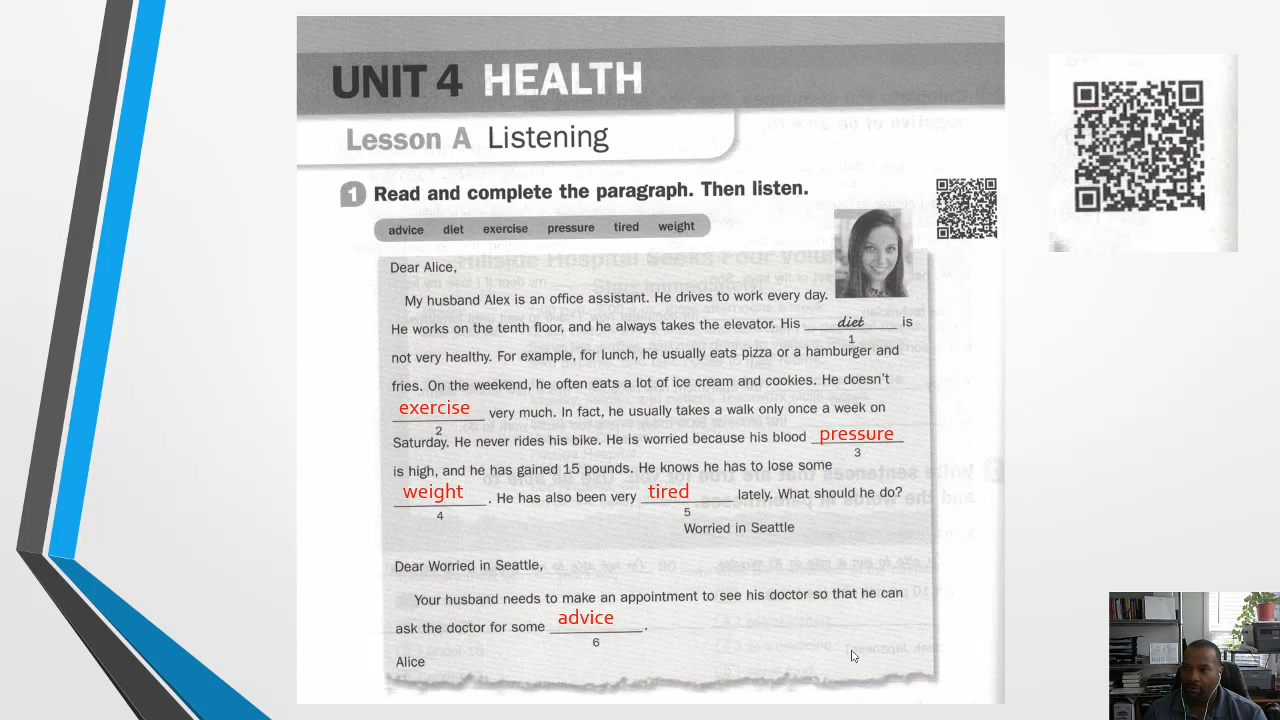 UNIT 4 HEALTH
Lesson A Listening
1 Read and complete the paragraph. Then listen.
advice diet exercise pressure tired weight
Dear Alice,
My husband Alex is an office assistant. He drives to work every day.
He works on the tenth floor, and he always takes the elevator. His diet is
1
not very healthy. For example, for lunch, he usually eats pizza or a hamburger and
fries. On the weekend, he often eats a lot of ice cream and cookies. He doesn't
exercise very much. In fact, he usually takes a walk only once a week on
2
Saturday. He never rides his bike. He is worried because his blood pressure
3
is high, and he has gained 15 pounds. He knows he has to lose some
weight . He has also been very tired lately. What should he do?
4 5
Worried in Seattle
Dear Worried in Seattle,
Your husband needs to make an appointment to see his doctor so that he can
ask the doctor for some advice .
6
Alice